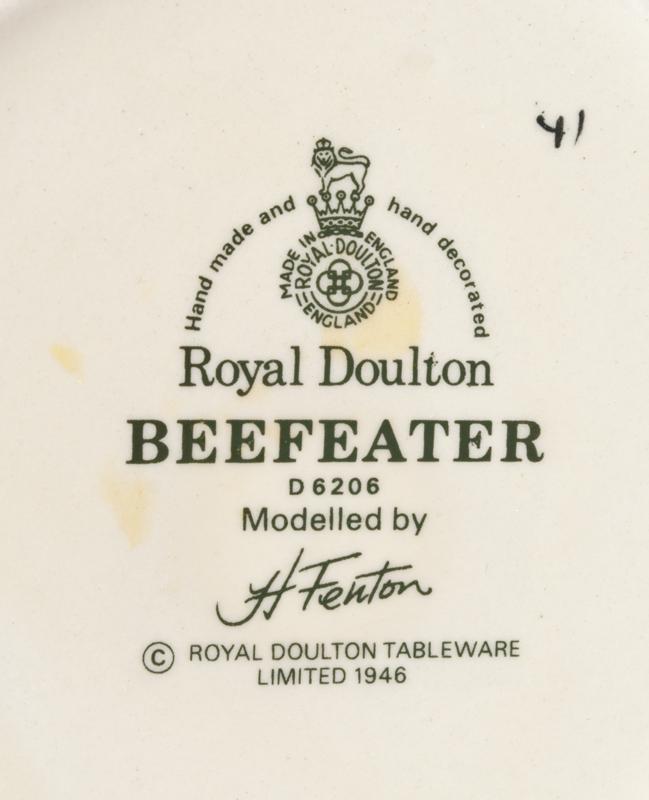 41
Hand made and hand decorated
MADE IN ENGLAND
ROYAL·DOULTON
ENGLAND
Royal Doulton
BEEFEATER
D 6206
Modelled by
H Fenton
© ROYAL DOULTON TABLEWARE
LIMITED 1946